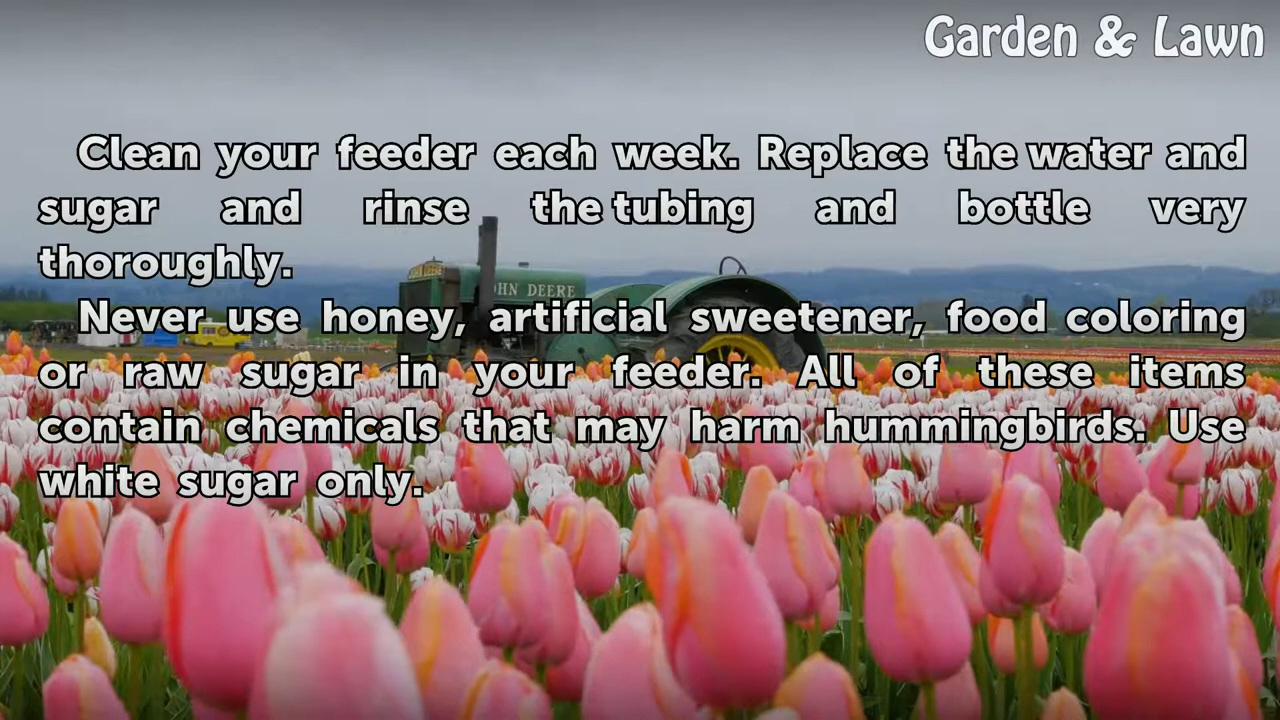 Garden & Lawn
Clean your feeder each week. Replace the water and
sugar and rinse the tubing and bottle very
thoroughly.
Never use honey, artificial sweetener, food coloring
or raw sugar in your feeder. All of these items
contain chemicals that may harm hummingbirds. Use
white sugar only.
JOHN DEERE
OHN DEERE